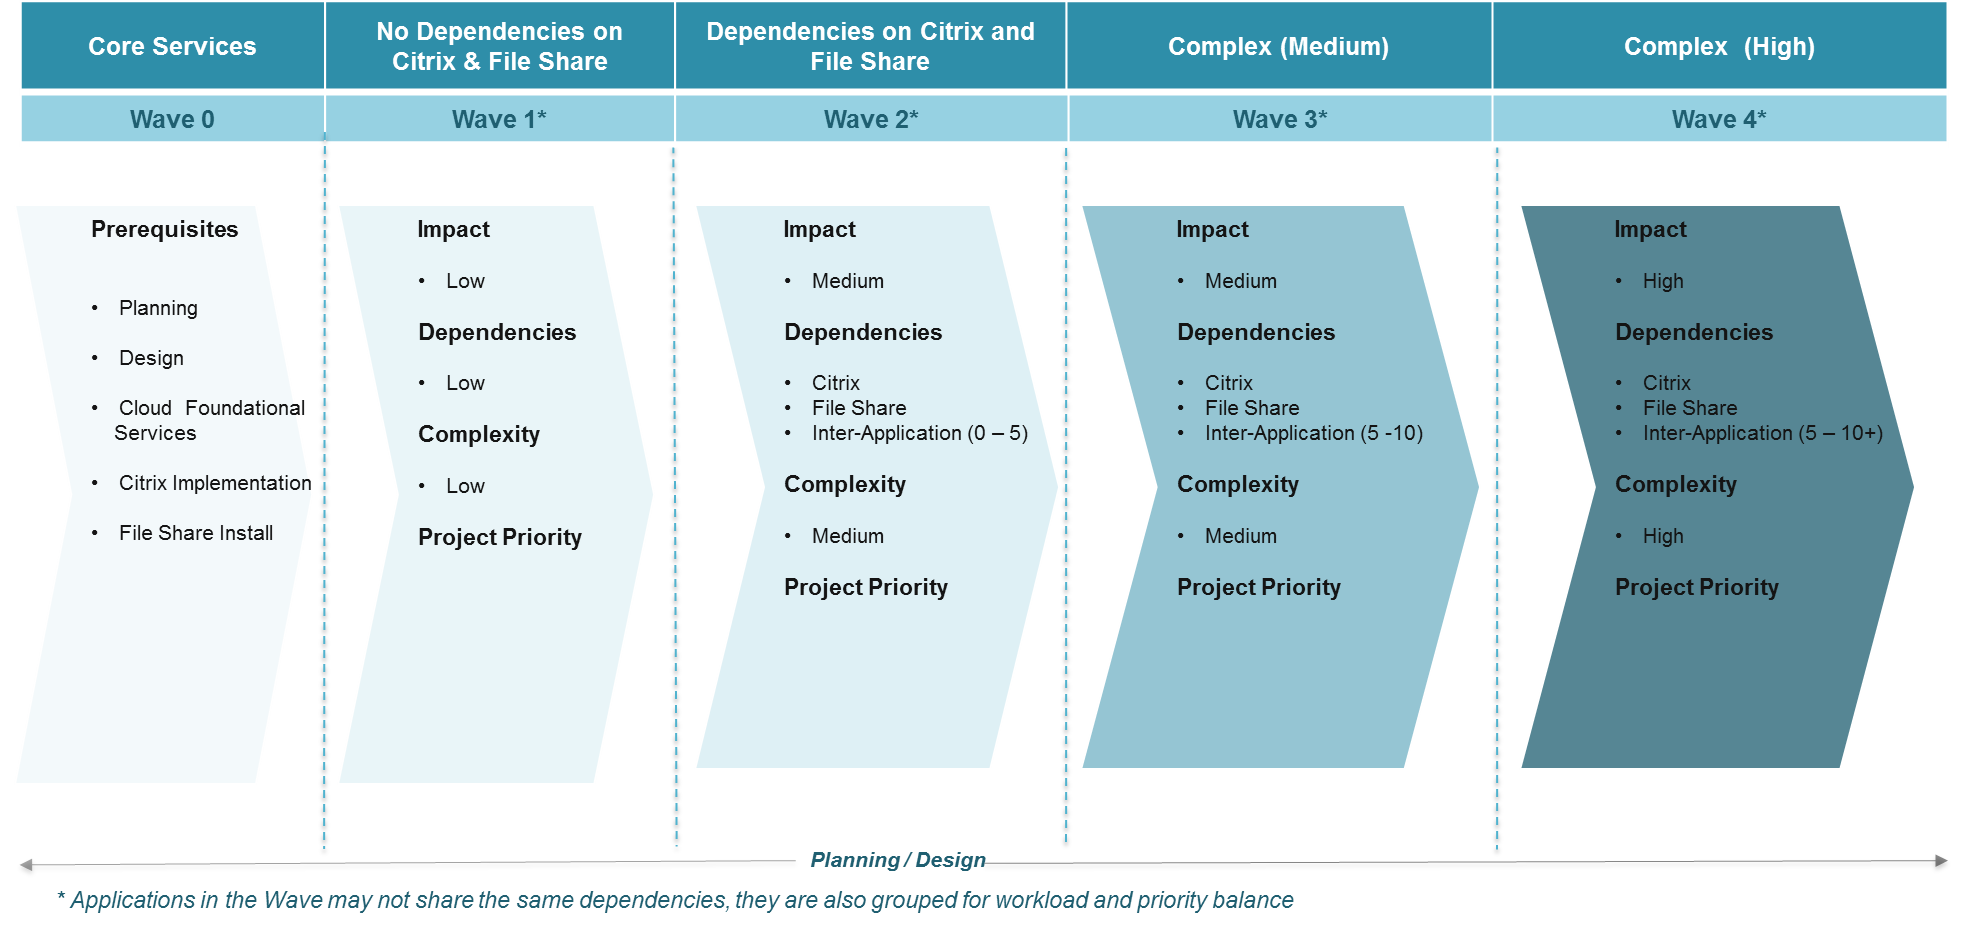 Core Services
No Dependencies on
Citrix & File Share
Dependencies on Citrix and
File Share
Complex (Medium)
Complex (High)
Wave 0
Wave 1*
Wave 2*
Wave 3*
Wave 4*
Prerequisites
• Planning
• Design
• Cloud Foundational
Services
• Citrix Implementation
• File Share Install
Impact
• Low
Dependencies
• Low
Complexity
• Low
Project Priority
Impact
• Medium
Dependencies
• Citrix
• File Share
• Inter-Application (0 – 5)
Complexity
• Medium
Project Priority
Impact
• Medium
Dependencies
• Citrix
• File Share
• Inter-Application (5 -10)
Complexity
• Medium
Project Priority
Impact
• High
Dependencies
• Citrix
• File Share
• Inter-Application (5 – 10+)
Complexity
• High
Project Priority
Planning / Design
* Applications in the Wave may not share the same dependencies, they are also grouped for workload and priority balance